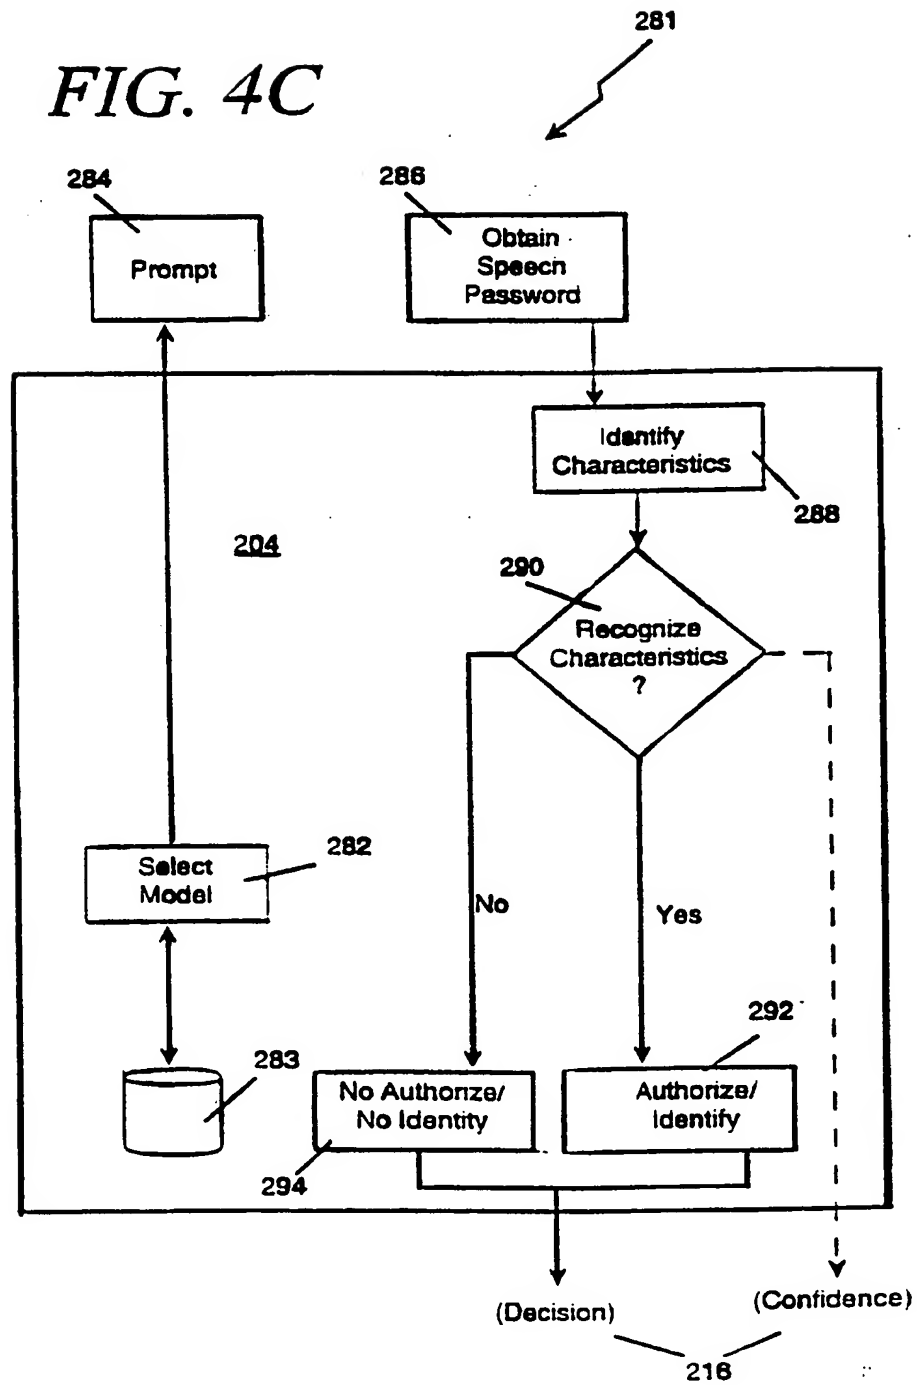 281
FIG. 4C
284
286
Prompt
Obtain
Speecn
Password
Identify
Characteristics
288
204
290
Recognize
Characteristics
?
282
Select
Model
No
Yes
292
283
No Authorize/
No Identity
Authorize/
Identify
294
(Decision)
(Confidence)
216